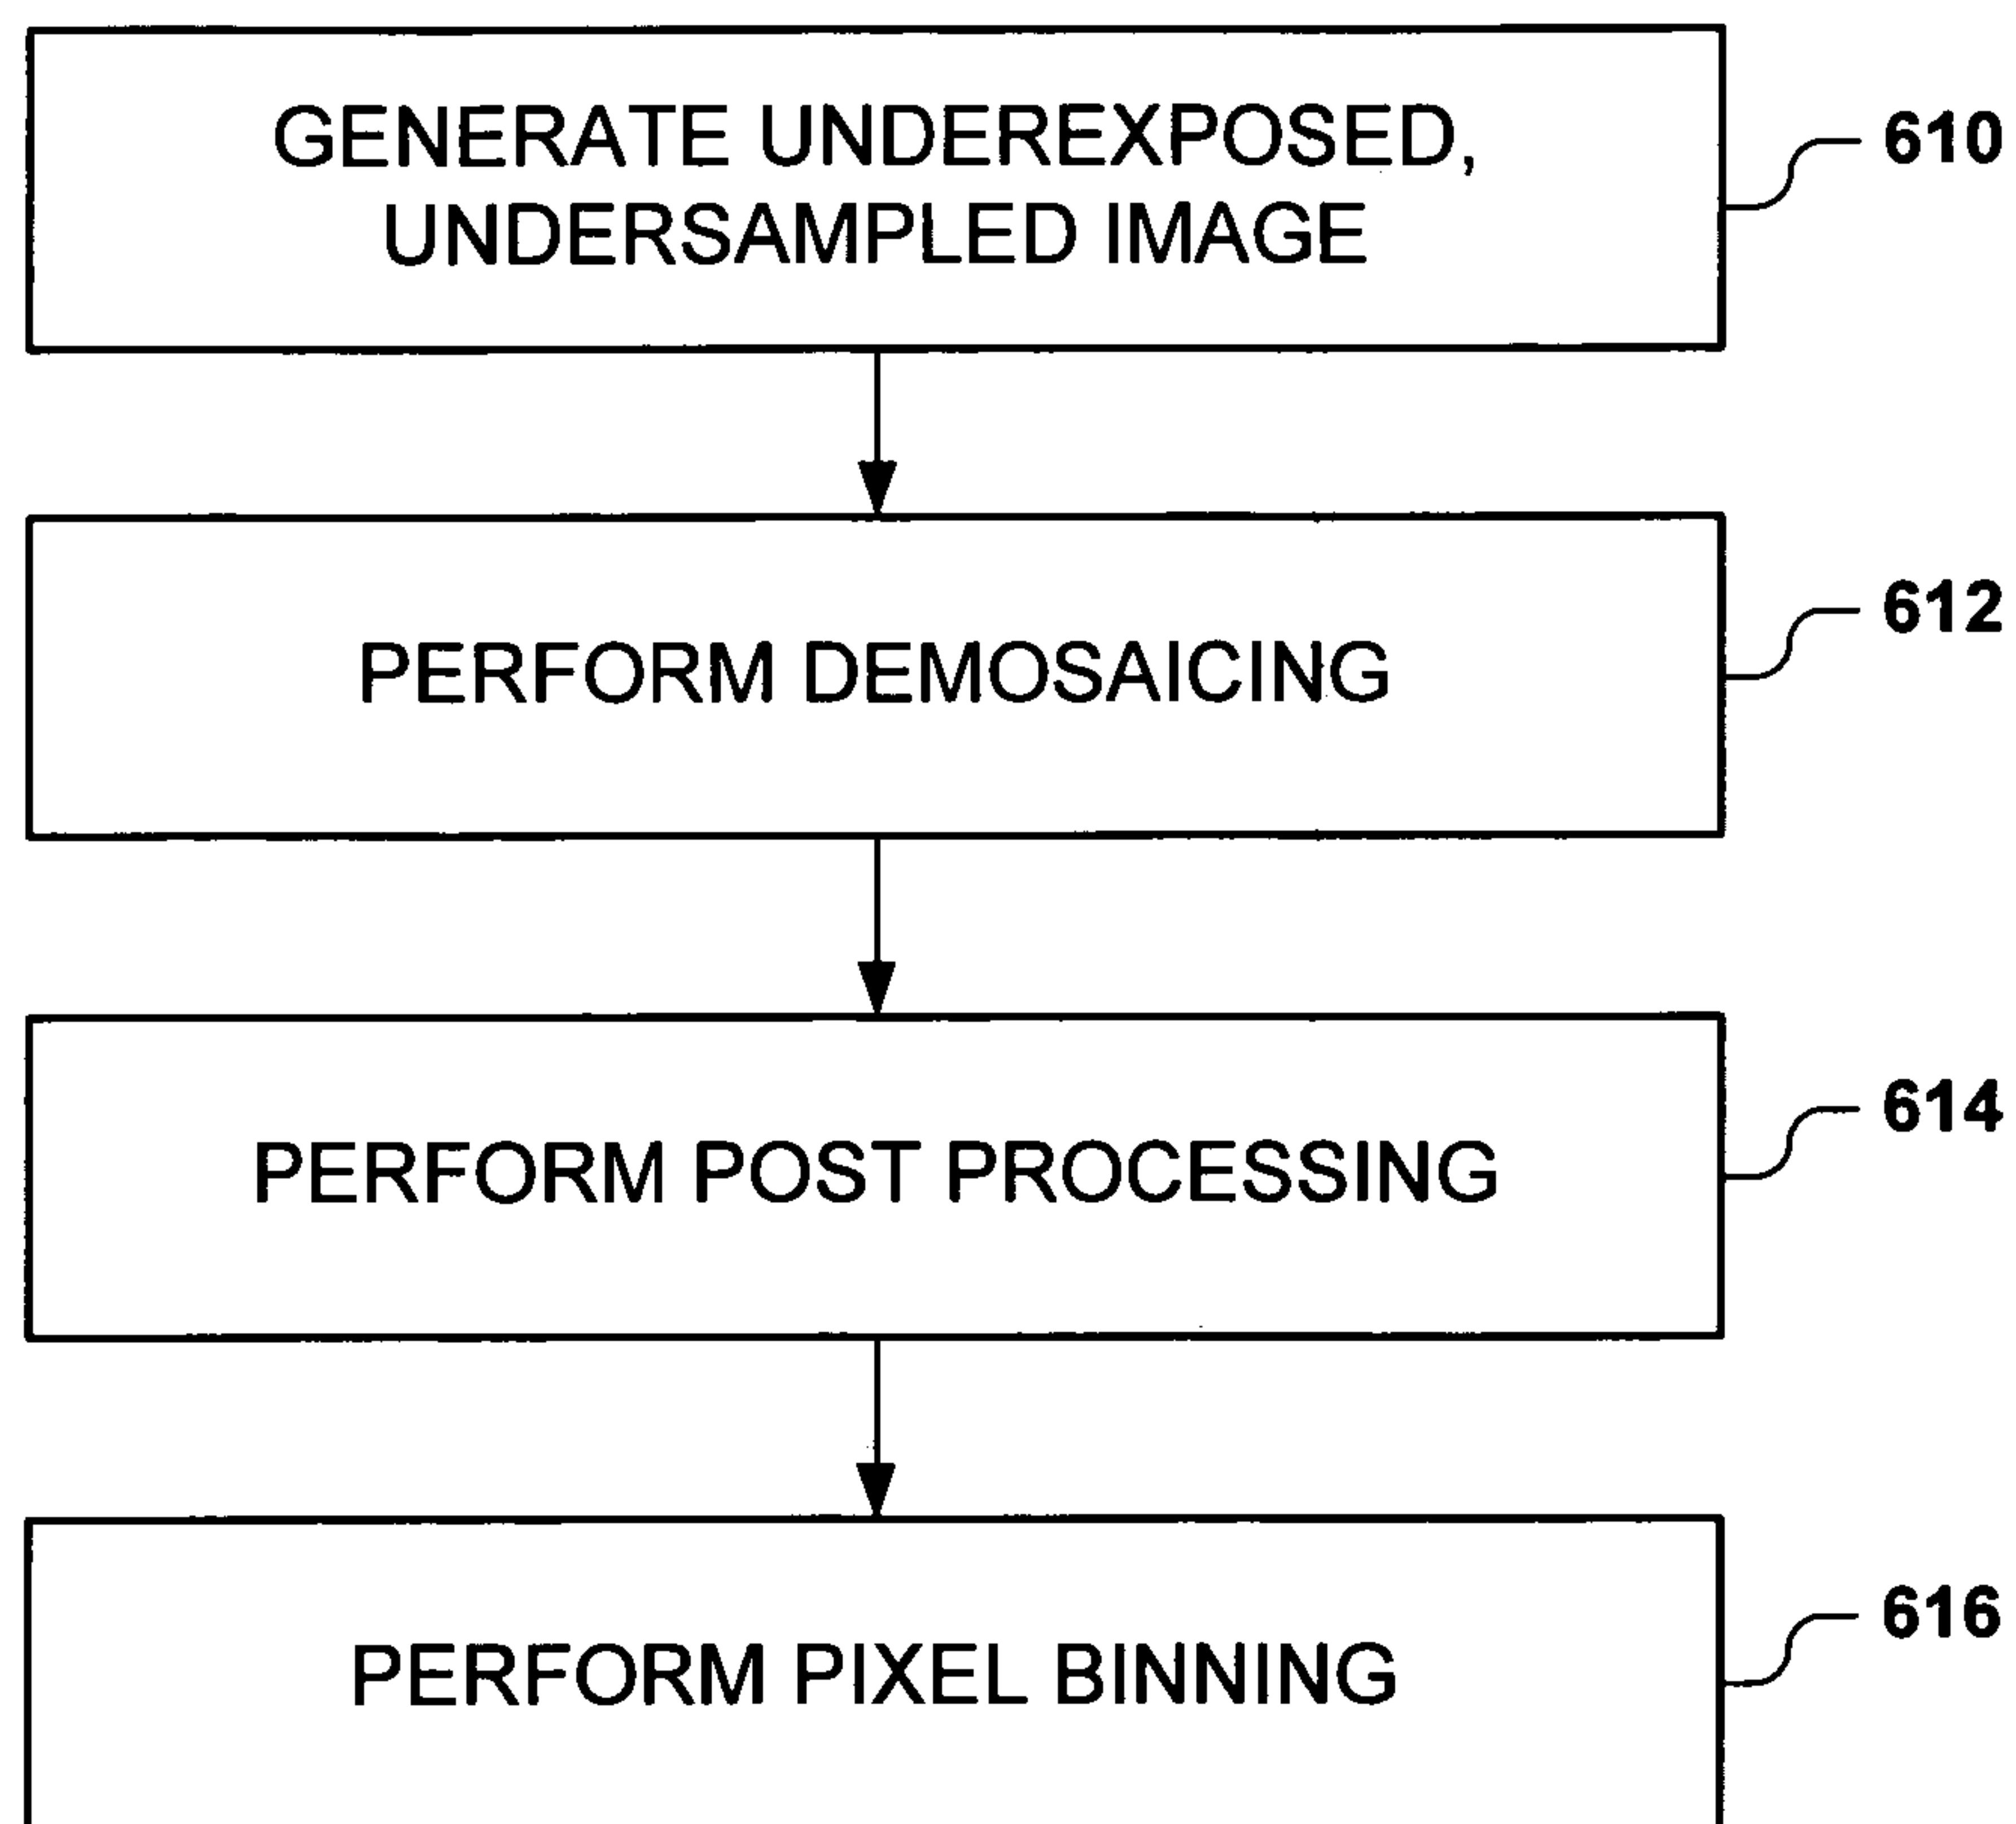 GENERATE UNDEREXPOSED,
UNDERSAMPLED IMAGE
610
PERFORM DEMOSAICING
612
PERFORM POST PROCESSING
614
PERFORM PIXEL BINNING
616